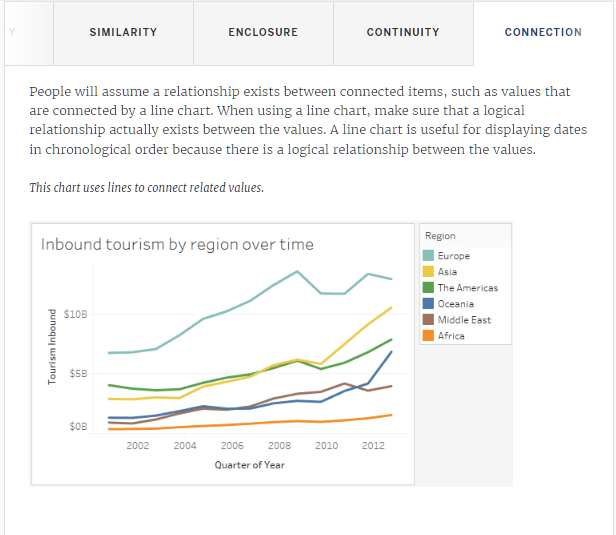 Y
SIMILARITY
ENCLOSURE
CONTINUITY
CONNECTION
People will assume a relationship exists between connected items, such as values that
are connected by a line chart. When using a line chart, make sure that a logical
relationship actually exists between the values. A line chart is useful for displaying dates
in chronological order because there is a logical relationship between the values.
This chart uses lines to connect related values.
Inbound tourism by region over time
Tourism Inbound
$10B
$5B
$0B
2002
2004
2006
2008
2010
2012
Quarter of Year
Region
Europe
Asia
The Americas
Oceania
Middle East
Africa